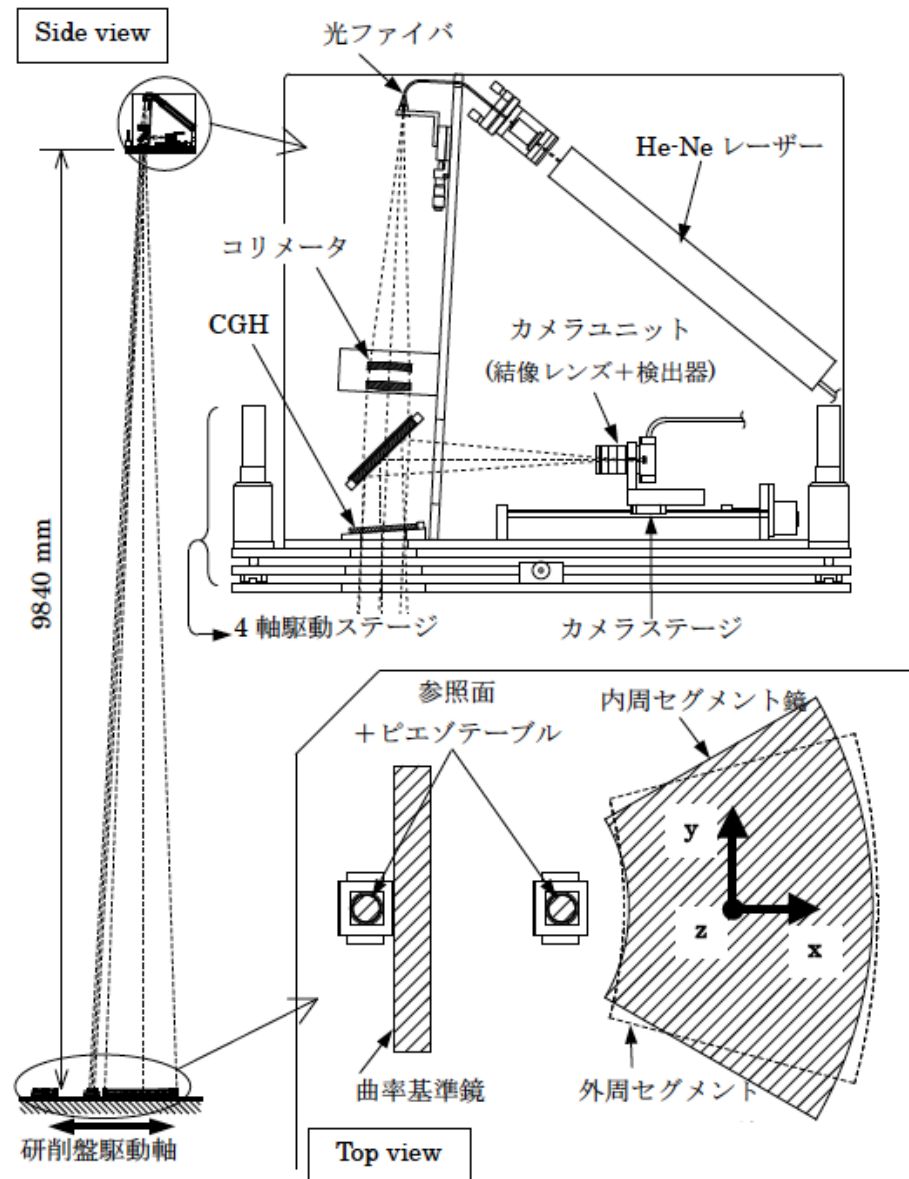 Side view
光ファイバ
He-Ne レーザー
コリメータ
CGH
カメラユニット
(結像レンズ+検出器)
9840 mm
4 軸駆動ステージ
カメラステージ
参照面
+ピエゾテーブル
内周セグメント鏡
y
z
x
曲率基準鏡
外周セグメント
研削盤駆動軸
Top view